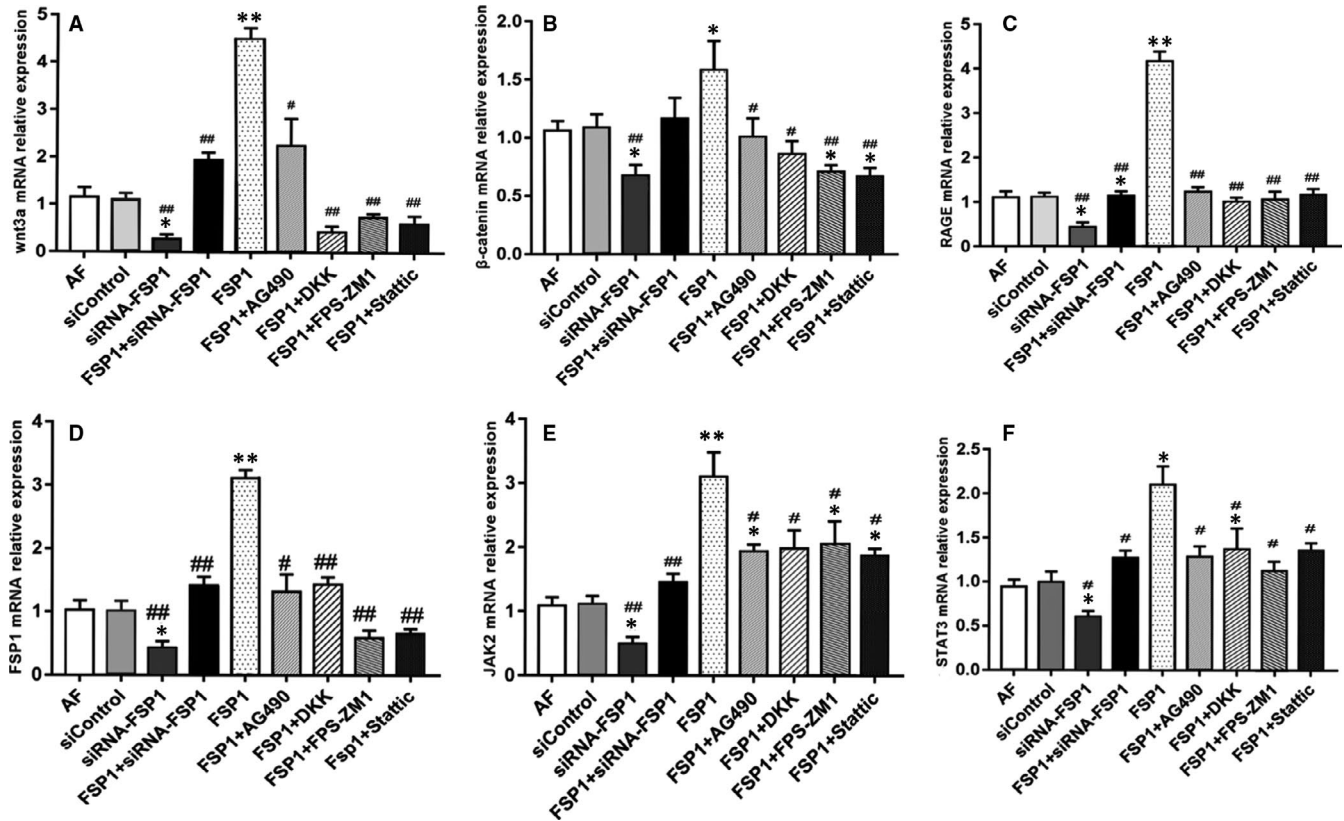 A
wnt3a mRNA relative expression
5
4
3
2
1
0
**
#
##
##
*
##
##
##
AF
siControl
siRNA-FSP1
FSP1+siRNA-FSP1
FSP1
FSP1+AG490
FSP1+DKK
FSP1+FPS-ZM1
FSP1+Stattic
B
β-catenin mRNA relative expression
2.0
1.5
1.0
0.5
0.0
*
##
*
#
#
##
*
##
*
AF
siControl
siRNA-FSP1
FSP1+siRNA-FSP1
FSP1
FSP1+AG490
FSP1+DKK
FSP1+FPS-ZM1
FSP1+Stattic
C
RAGE mRNA relative expression
5
4
3
2
1
0
**
##
*
##
*
##
##
##
##
AF
siControl
siRNA-FSP1
FSP1+siRNA-FSP1
FSP1
FSP1+AG490
FSP1+DKK
FSP1+FPS-ZM1
FSP1+Stattic
D
FSP1 mRNA relative expression
4
3
2
1
0
**
##
*
##
#
##
##
##
AF
siControl
siRNA-FSP1
FSP1+siRNA-FSP1
FSP1
FSP1+AG490
FSP1+DKK
FSP1+FPS-ZM1
Fsp1+Stattic
E
JAK2 mRNA relative expression
4
3
2
1
0
**
##
*
##
#
*
#
#
*
#
*
AF
siControl
siRNA-FSP1
FSP1+siRNA-FSP1
FSP1
FSP1+AG490
FSP1+DKK
FSP1+FPS-ZM1
FSP1+Stattic
F
STAT3 mRNA relative expression
2.5
2.0
1.5
1.0
0.5
0.0
*
#
*
#
#
#
*
#
#
AF
siControl
siRNA-FSP1
FSP1+siRNA-FSP1
FSP1
FSP1+AG490
FSP1+DKK
FSP1+FPS-ZM1
FSP1+Stattic